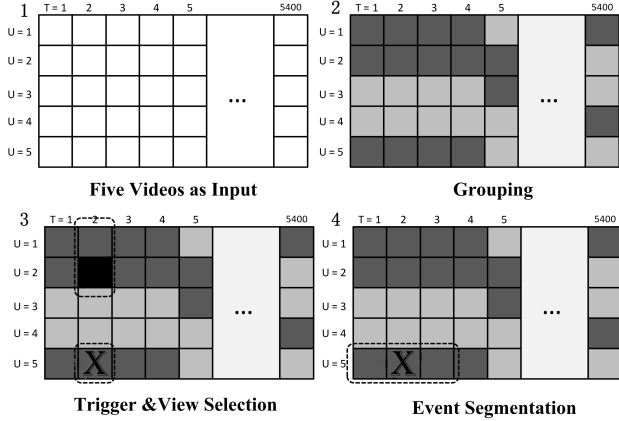 1 T = 1 2 3 4 5 5400
U = 1
U = 2
U = 3
...
U = 4
U = 5
Five Videos as Input
2 T = 1 2 3 4 5 5400
U = 1
U = 2
U = 3
...
U = 4
U = 5
Grouping
3 T = 1 2 3 4 5 5400
U = 1
U = 2
U = 3
...
U = 4
U = 5 X
Trigger &View Selection
4 T = 1 2 3 4 5 5400
U = 1
U = 2
U = 3
...
U = 4
U = 5 X
Event Segmentation